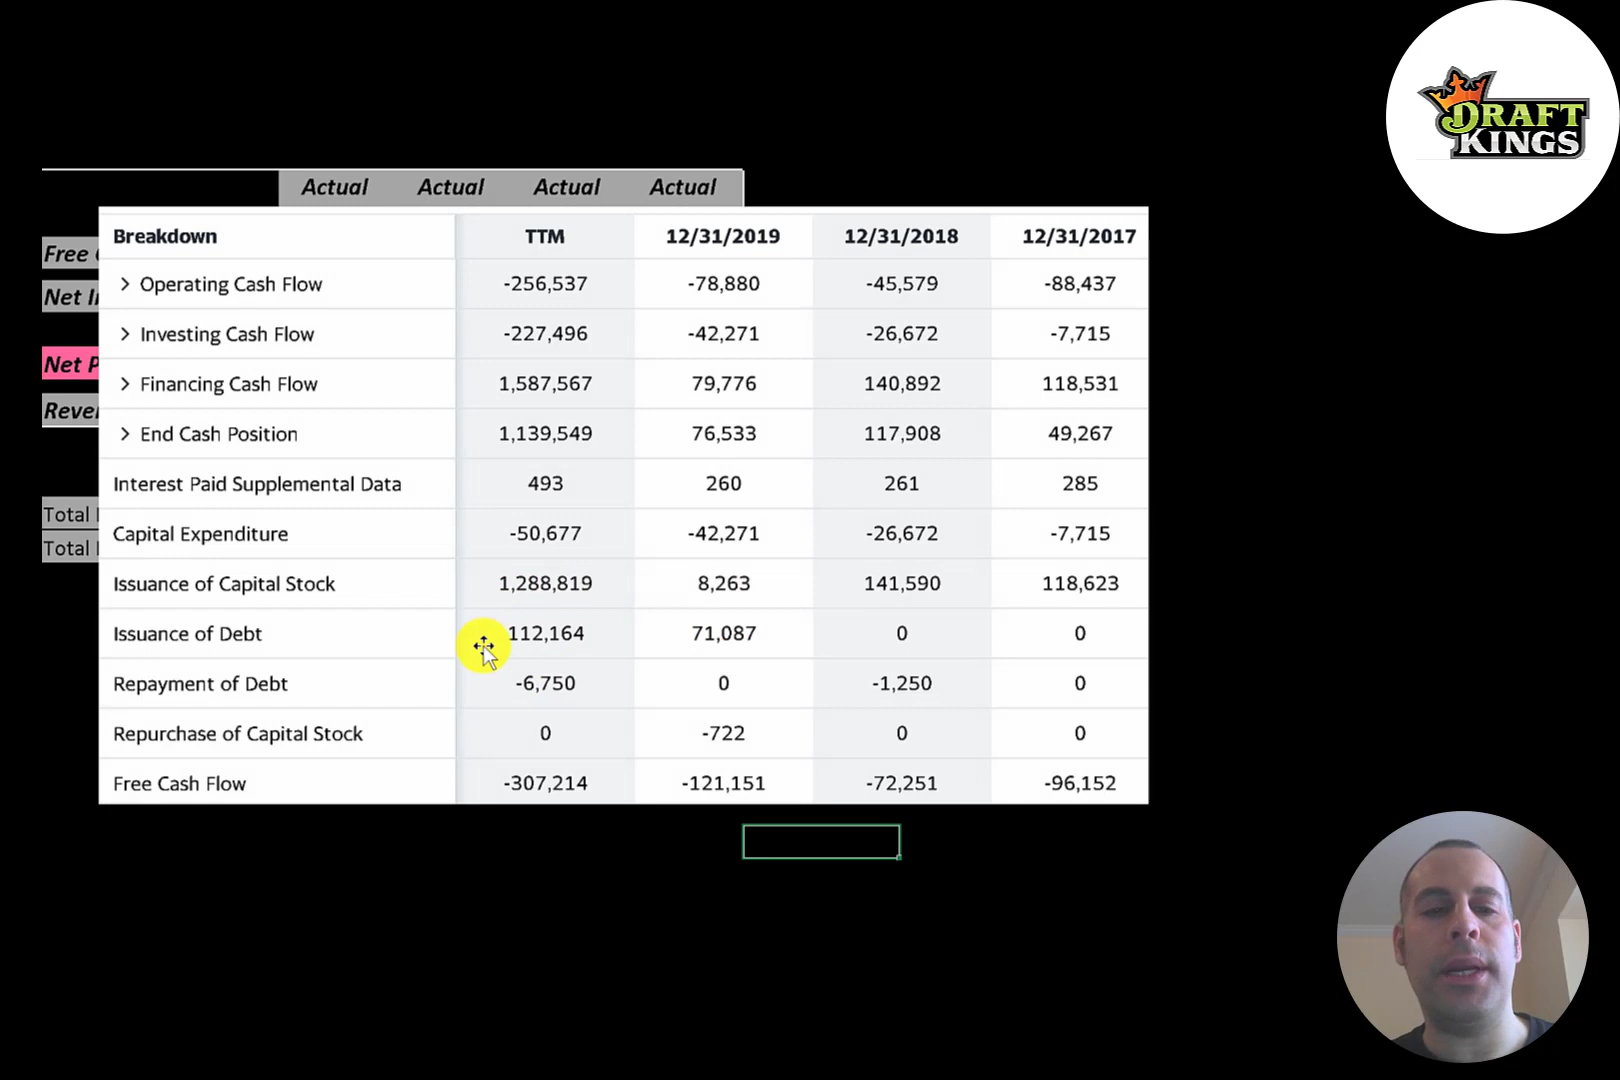 DRAFT
KINGS
Actual Actual Actual Actual
Breakdown TTM 12/31/2019 12/31/2018 12/31/2017
Free
Operating Cash Flow -256,537 -78,880 -45,579 -88,437
Net
Investing Cash Flow -227,496 -42,271 -26,672 -7,715
Net
Financing Cash Flow 1,587,567 79,776 140,892 118,531
End Cash Position 1,139,549 76,533 117,908 49,267
Interest Paid Supplemental Data 493 260 261 285
Total
Capital Expenditure -50,677 -42,271 -26,672 -7,715
Total
Issuance of Capital Stock 1,288,819 8,263 141,590 118,623
Issuance of Debt 112,164 71,087 0 0
Repayment of Debt -6,750 0 -1,250 0
Repurchase of Capital Stock 0 -722 0 0
Free Cash Flow -307,214 -121,151 -72,251 -96,152